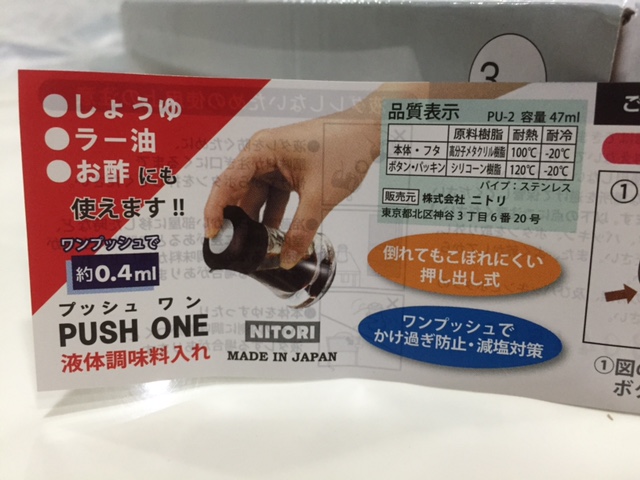 ●しょうゆ
●ラー油
●お酢にも
使えます!!
ワンプッシュで
約0.4ml
プッシュ ワン
PUSH ONE
液体調味料入れ
NITORI
MADE IN JAPAN
品質表示 PU-2 容量 47ml
原料樹脂 耐熱 耐冷
本体・フタ 高分子メタクリル樹脂 100℃ -20℃
ボタン・パッキン シリコーン樹脂 120℃ -20℃
パイプ:ステンレス
販売元 株式会社 ニトリ
東京都北区神谷3丁目6番20号
倒れてもこぼれにくい
押し出し式
ワンプッシュで
かけ過ぎ防止・減塩対策
3
ご
①
①図の
ボタ